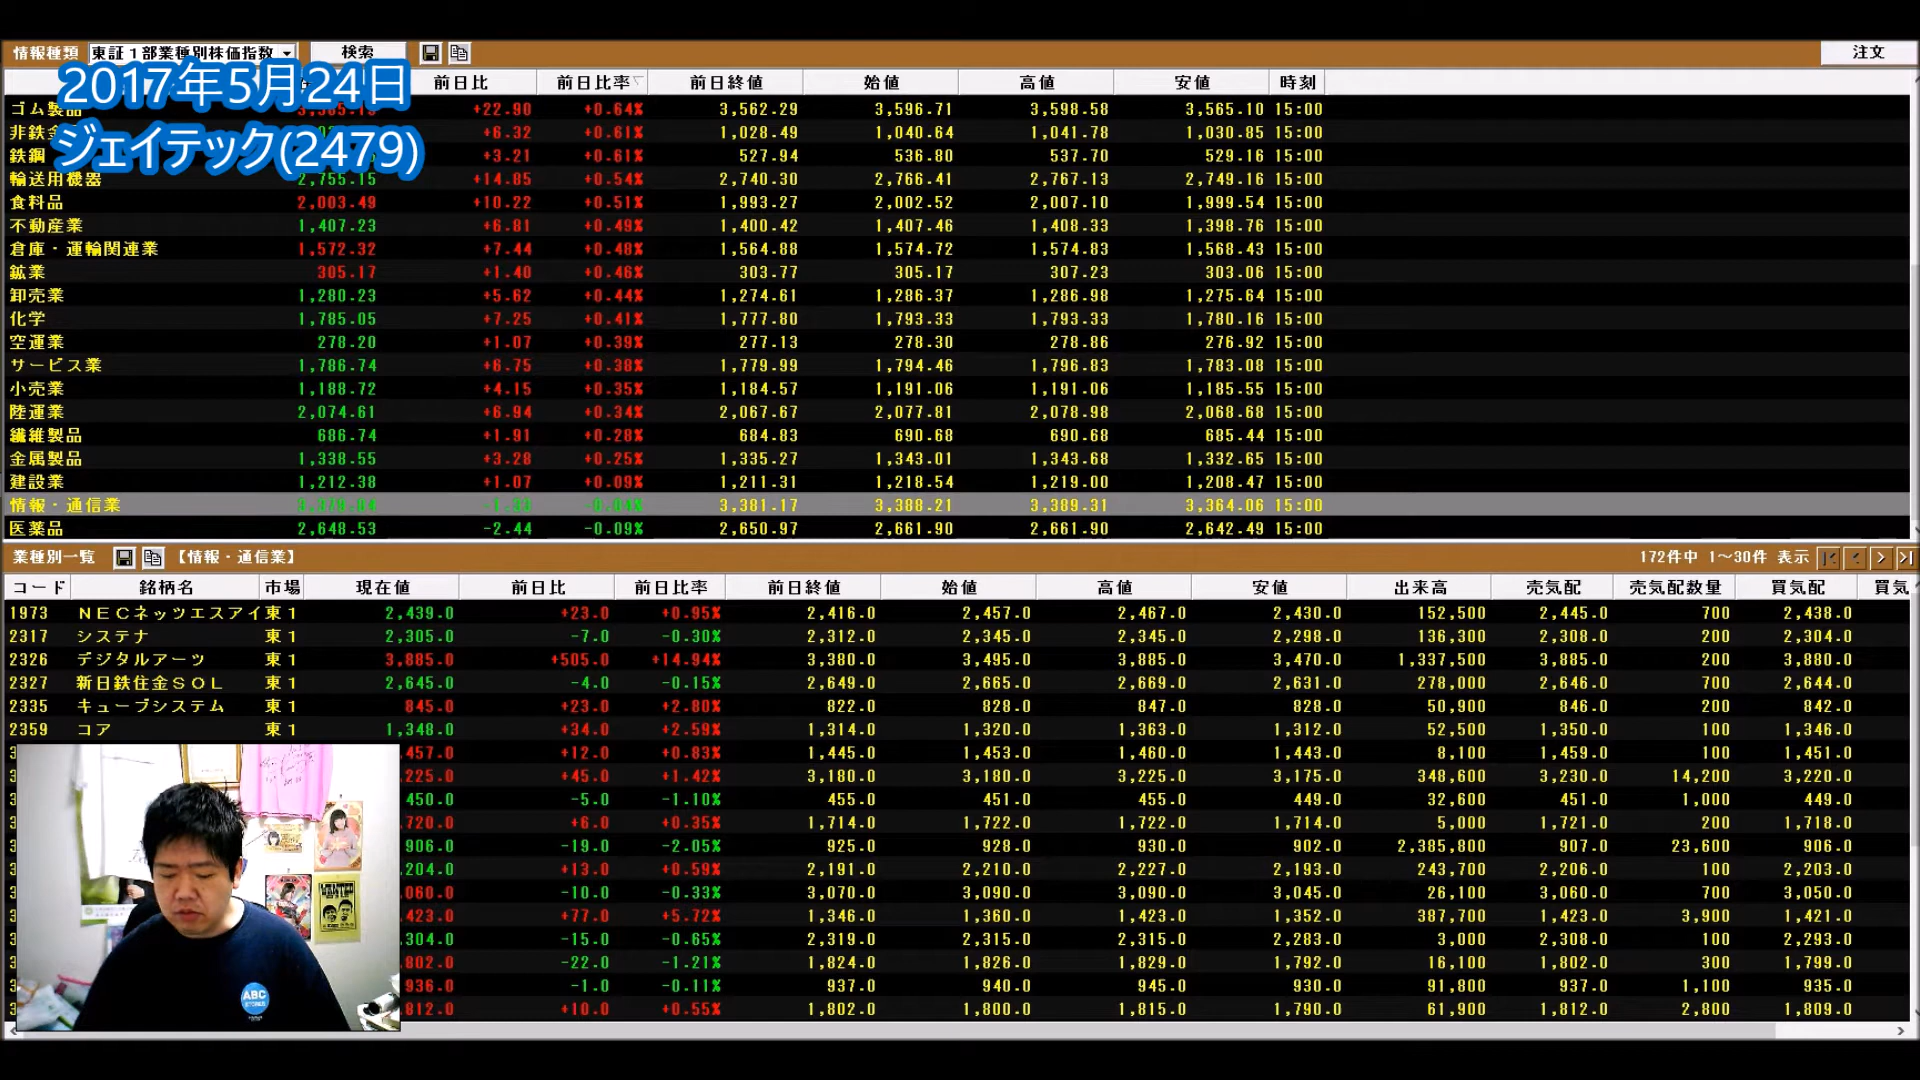 情報種類 東証１部業種別株価指数 検索 注文
2017年5月24日
ジェイテック(2479)
前日比 前日比率 前日終値 始値 高値 安値 時刻
ゴム製品 +22.90 +0.64% 3,562.29 3,596.71 3,598.58 3,565.10 15:00
非鉄金 +6.32 +0.61% 1,028.49 1,040.64 1,041.78 1,030.85 15:00
鉄鋼 +3.21 +0.61% 527.94 536.80 537.70 529.16 15:00
輸送用機器 2,755.15 +14.85 +0.54% 2,740.30 2,766.41 2,767.13 2,749.16 15:00
食料品 2,003.49 +10.22 +0.51% 1,993.27 2,002.52 2,007.10 1,999.54 15:00
不動産業 1,407.23 +6.81 +0.49% 1,400.42 1,407.46 1,408.33 1,398.76 15:00
倉庫・運輸関連業 1,572.32 +7.44 +0.48% 1,564.88 1,574.72 1,574.83 1,568.43 15:00
鉱業 305.17 +1.40 +0.46% 303.77 305.17 307.23 303.06 15:00
卸売業 1,280.23 +5.62 +0.44% 1,274.61 1,286.37 1,286.98 1,275.64 15:00
化学 1,785.05 +7.25 +0.41% 1,777.80 1,793.33 1,793.33 1,780.16 15:00
空運業 278.20 +1.07 +0.39% 277.13 278.30 278.86 276.92 15:00
サービス業 1,786.74 +6.75 +0.38% 1,779.99 1,794.46 1,796.83 1,783.08 15:00
小売業 1,188.72 +4.15 +0.35% 1,184.57 1,191.06 1,191.06 1,185.55 15:00
陸運業 2,074.61 +6.94 +0.34% 2,067.67 2,077.81 2,078.98 2,068.68 15:00
繊維製品 686.74 +1.91 +0.28% 684.83 690.68 690.68 685.44 15:00
金属製品 1,338.55 +3.28 +0.25% 1,335.27 1,343.01 1,343.68 1,332.65 15:00
建設業 1,212.38 +1.07 +0.09% 1,211.31 1,218.54 1,219.00 1,208.47 15:00
情報・通信業 3,381.17 3,388.21 3,389.31 3,364.06 15:00
医薬品 2,648.53 -2.44 -0.09% 2,650.97 2,661.90 2,661.90 2,642.49 15:00
業種別一覧 【情報・通信業】 172件中 1～30件 表示
コード 銘柄名 市場 現在値 前日比 前日比率 前日終値 始値 高値 安値 出来高 売気配 売気配数量 買気配 買気
1973 ＮＥＣネッツエスアイ 東１ 2,439.0 +23.0 +0.95% 2,416.0 2,457.0 2,467.0 2,430.0 152,500 2,445.0 700 2,438.0
2317 システナ 東１ 2,305.0 -7.0 -0.30% 2,312.0 2,345.0 2,345.0 2,298.0 136,300 2,308.0 200 2,304.0
2326 デジタルアーツ 東１ 3,885.0 +505.0 +14.94% 3,380.0 3,495.0 3,885.0 3,470.0 1,337,500 3,885.0 200 3,880.0
2327 新日鉄住金ＳＯＬ 東１ 2,645.0 -4.0 -0.15% 2,649.0 2,665.0 2,669.0 2,631.0 278,000 2,646.0 700 2,644.0
2335 キューブシステム 東１ 845.0 +23.0 +2.80% 822.0 828.0 847.0 828.0 50,900 846.0 200 842.0
2359 コア 東１ 1,348.0 +34.0 +2.59% 1,314.0 1,320.0 1,363.0 1,312.0 52,500 1,350.0 100 1,346.0
3 457.0 +12.0 +0.83% 1,445.0 1,453.0 1,460.0 1,443.0 8,100 1,459.0 100 1,451.0
3 225.0 +45.0 +1.42% 3,180.0 3,180.0 3,225.0 3,175.0 348,600 3,230.0 14,200 3,220.0
3 450.0 -5.0 -1.10% 455.0 451.0 455.0 449.0 32,600 451.0 1,000 449.0
3 720.0 +6.0 +0.35% 1,714.0 1,722.0 1,722.0 1,714.0 5,000 1,721.0 200 1,718.0
3 906.0 -19.0 -2.05% 925.0 928.0 930.0 902.0 2,385,800 907.0 23,600 906.0
3 204.0 +13.0 +0.59% 2,191.0 2,210.0 2,227.0 2,193.0 243,700 2,206.0 100 2,203.0
3 060.0 -10.0 -0.33% 3,070.0 3,090.0 3,090.0 3,045.0 26,100 3,060.0 700 3,050.0
3 423.0 +77.0 +5.72% 1,346.0 1,360.0 1,423.0 1,352.0 387,700 1,423.0 3,900 1,421.0
3 304.0 -15.0 -0.65% 2,319.0 2,315.0 2,315.0 2,283.0 3,000 2,308.0 100 2,293.0
3 802.0 -22.0 -1.21% 1,824.0 1,826.0 1,829.0 1,792.0 16,100 1,802.0 300 1,799.0
3 936.0 -1.0 -0.11% 937.0 940.0 945.0 930.0 91,800 937.0 1,100 935.0
3 812.0 +10.0 +0.55% 1,802.0 1,800.0 1,815.0 1,790.0 61,900 1,812.0 2,800 1,809.0
WANTED
ABC